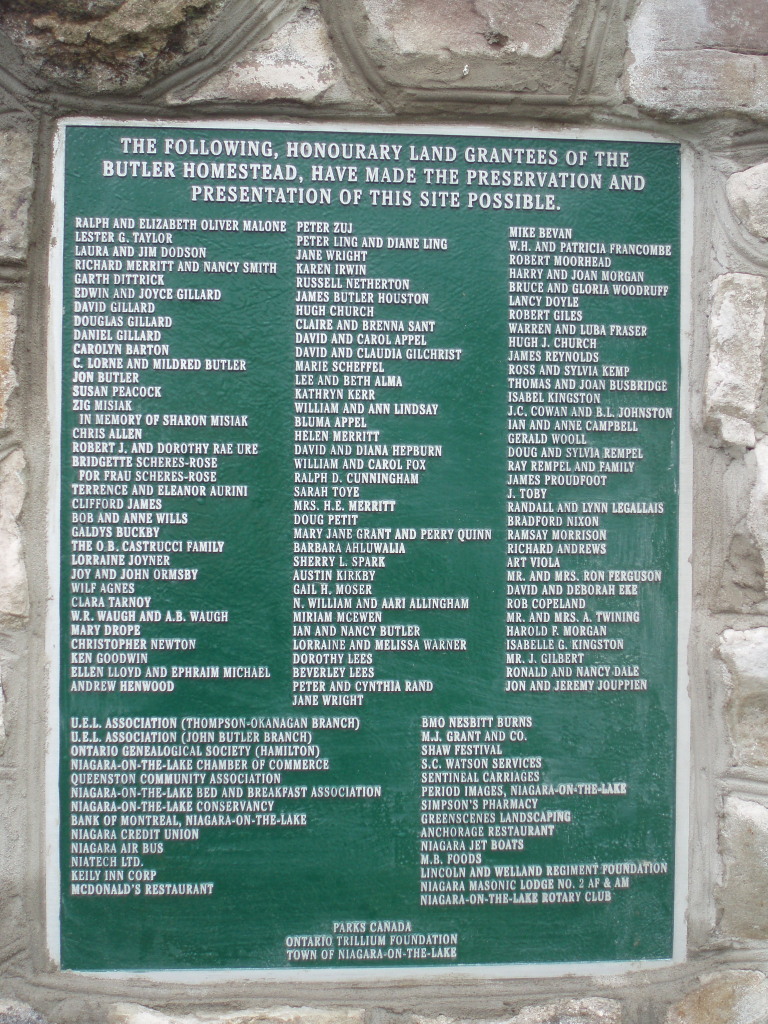 THE FOLLOWING, HONOURARY LAND GRANTEES OF THE
BUTLER HOMESTEAD, HAVE MADE THE PRESERVATION AND
PRESENTATION OF THIS SITE POSSIBLE.
RALPH AND ELIZABETH OLIVER MALONE
LESTER G. TAYLOR
LAURA AND JIM DODSON
RICHARD MERRITT AND NANCY SMITH
GARTH DITTRICK
EDWIN AND JOYCE GILLARD
DAVID GILLARD
DOUGLAS GILLARD
DANIEL GILLARD
CAROLYN BARTON
C. LORNE AND MILDRED BUTLER
JON BUTLER
SUSAN PEACOCK
ZIG MISIAK
IN MEMORY OF SHARON MISIAK
CHRIS ALLEN
ROBERT J. AND DOROTHY RAE URE
BRIDGETTE SCHERES-ROSE
FOR FRAU SCHERES-ROSE
TERRENCE AND ELEANOR AURINI
CLIFFORD JAMES
BOB AND ANNE WILLS
GALDYS BUCKBY
THE O.B. CASTRUCCI FAMILY
LORRAINE JOYNER
JOY AND JOHN ORMSBY
WILF AGNES
CLARA TARNOY
W.R. WAUGH AND A.B. WAUGH
MARY DROPE
CHRISTOPHER NEWTON
KEN GOODWIN
ELLEN LLOYD AND EPHRAIM MICHAEL
ANDREW HENWOOD
PETER ZUJ
PETER LING AND DIANE LING
JANE WRIGHT
KAREN IRWIN
RUSSELL NETHERTON
JAMES BUTLER HOUSTON
HUGH CHURCH
CLAIRE AND BRENNA SANT
DAVID AND CAROL APPEL
DAVID AND CLAUDIA GILCHRIST
MARIE SCHEFFEL
LEE AND BETH ALMA
KATHRYN KERR
WILLIAM AND ANN LINDSAY
BLUMA APPEL
HELEN MERRITT
DAVID AND DIANA HEPBURN
WILLIAM AND CAROL FOX
RALPH D. CUNNINGHAM
SARAH TOYE
MRS. H.E. MERRITT
DOUG PETIT
MARY JANE GRANT AND PERRY QUINN
BARBARA AHLUWALIA
SHERRY L. SPARK
AUSTIN KIRKBY
GAIL H. MOSER
N. WILLIAM AND AARI ALLINGHAM
MIRIAM MCEWEN
IAN AND NANCY BUTLER
LORRAINE AND MELISSA WARNER
DOROTHY LEES
BEVERLEY LEES
PETER AND CYNTHIA RAND
JANE WRIGHT
MIKE BEVAN
W.H. AND PATRICIA FRANCOMBE
ROBERT MOORHEAD
HARRY AND JOAN MORGAN
BRUCE AND GLORIA WOODRUFF
LANCY DOYLE
ROBERT GILES
WARREN AND LUBA FRASER
HUGH J. CHURCH
JAMES REYNOLDS
ROSS AND SYLVIA KEMP
THOMAS AND JOAN BUSBRIDGE
ISABEL KINGSTON
J.C. COWAN AND B.L. JOHNSTON
IAN AND ANNE CAMPBELL
GERALD WOOLL
DOUG AND SYLVIA REMPEL
RAY REMPEL AND FAMILY
JAMES PROUDFOOT
J. TOBY
RANDALL AND LYNN LEGALLAIS
BRADFORD NIXON
RAMSAY MORRISON
RICHARD ANDREWS
ART VIOLA
MR. AND MRS. RON FERGUSON
DAVID AND DEBORAH EKE
ROB COPELAND
MR. AND MRS. A. TWINING
HAROLD F. MORGAN
ISABELLE G. KINGSTON
MR. J. GILBERT
RONALD AND NANCY DALE
JON AND JEREMY JOUPPIEN
U.E.L. ASSOCIATION (THOMPSON-OKANAGAN BRANCH)
U.E.L. ASSOCIATION (JOHN BUTLER BRANCH)
ONTARIO GENEALOGICAL SOCIETY (HAMILTON)
NIAGARA-ON-THE-LAKE CHAMBER OF COMMERCE
QUEENSTON COMMUNITY ASSOCIATION
NIAGARA-ON-THE-LAKE BED AND BREAKFAST ASSOCIATION
NIAGARA-ON-THE-LAKE CONSERVANCY
BANK OF MONTREAL, NIAGARA-ON-THE-LAKE
NIAGARA CREDIT UNION
NIAGARA AIR BUS
NIATECH LTD.
KEILY INN CORP
MCDONALD'S RESTAURANT
BMO NESBITT BURNS
M.J. GRANT AND CO.
SHAW FESTIVAL
S.C. WATSON SERVICES
SENTINEAL CARRIAGES
PERIOD IMAGES, NIAGARA-ON-THE-LAKE
SIMPSON'S PHARMACY
GREENSCENES LANDSCAPING
ANCHORAGE RESTAURANT
NIAGARA JET BOATS
M.B. FOODS
LINCOLN AND WELLAND REGIMENT FOUNDATION
NIAGARA MASONIC LODGE NO. 2 AF & AM
NIAGARA-ON-THE-LAKE ROTARY CLUB
PARKS CANADA
ONTARIO TRILLIUM FOUNDATION
TOWN OF NIAGARA-ON-THE-LAKE